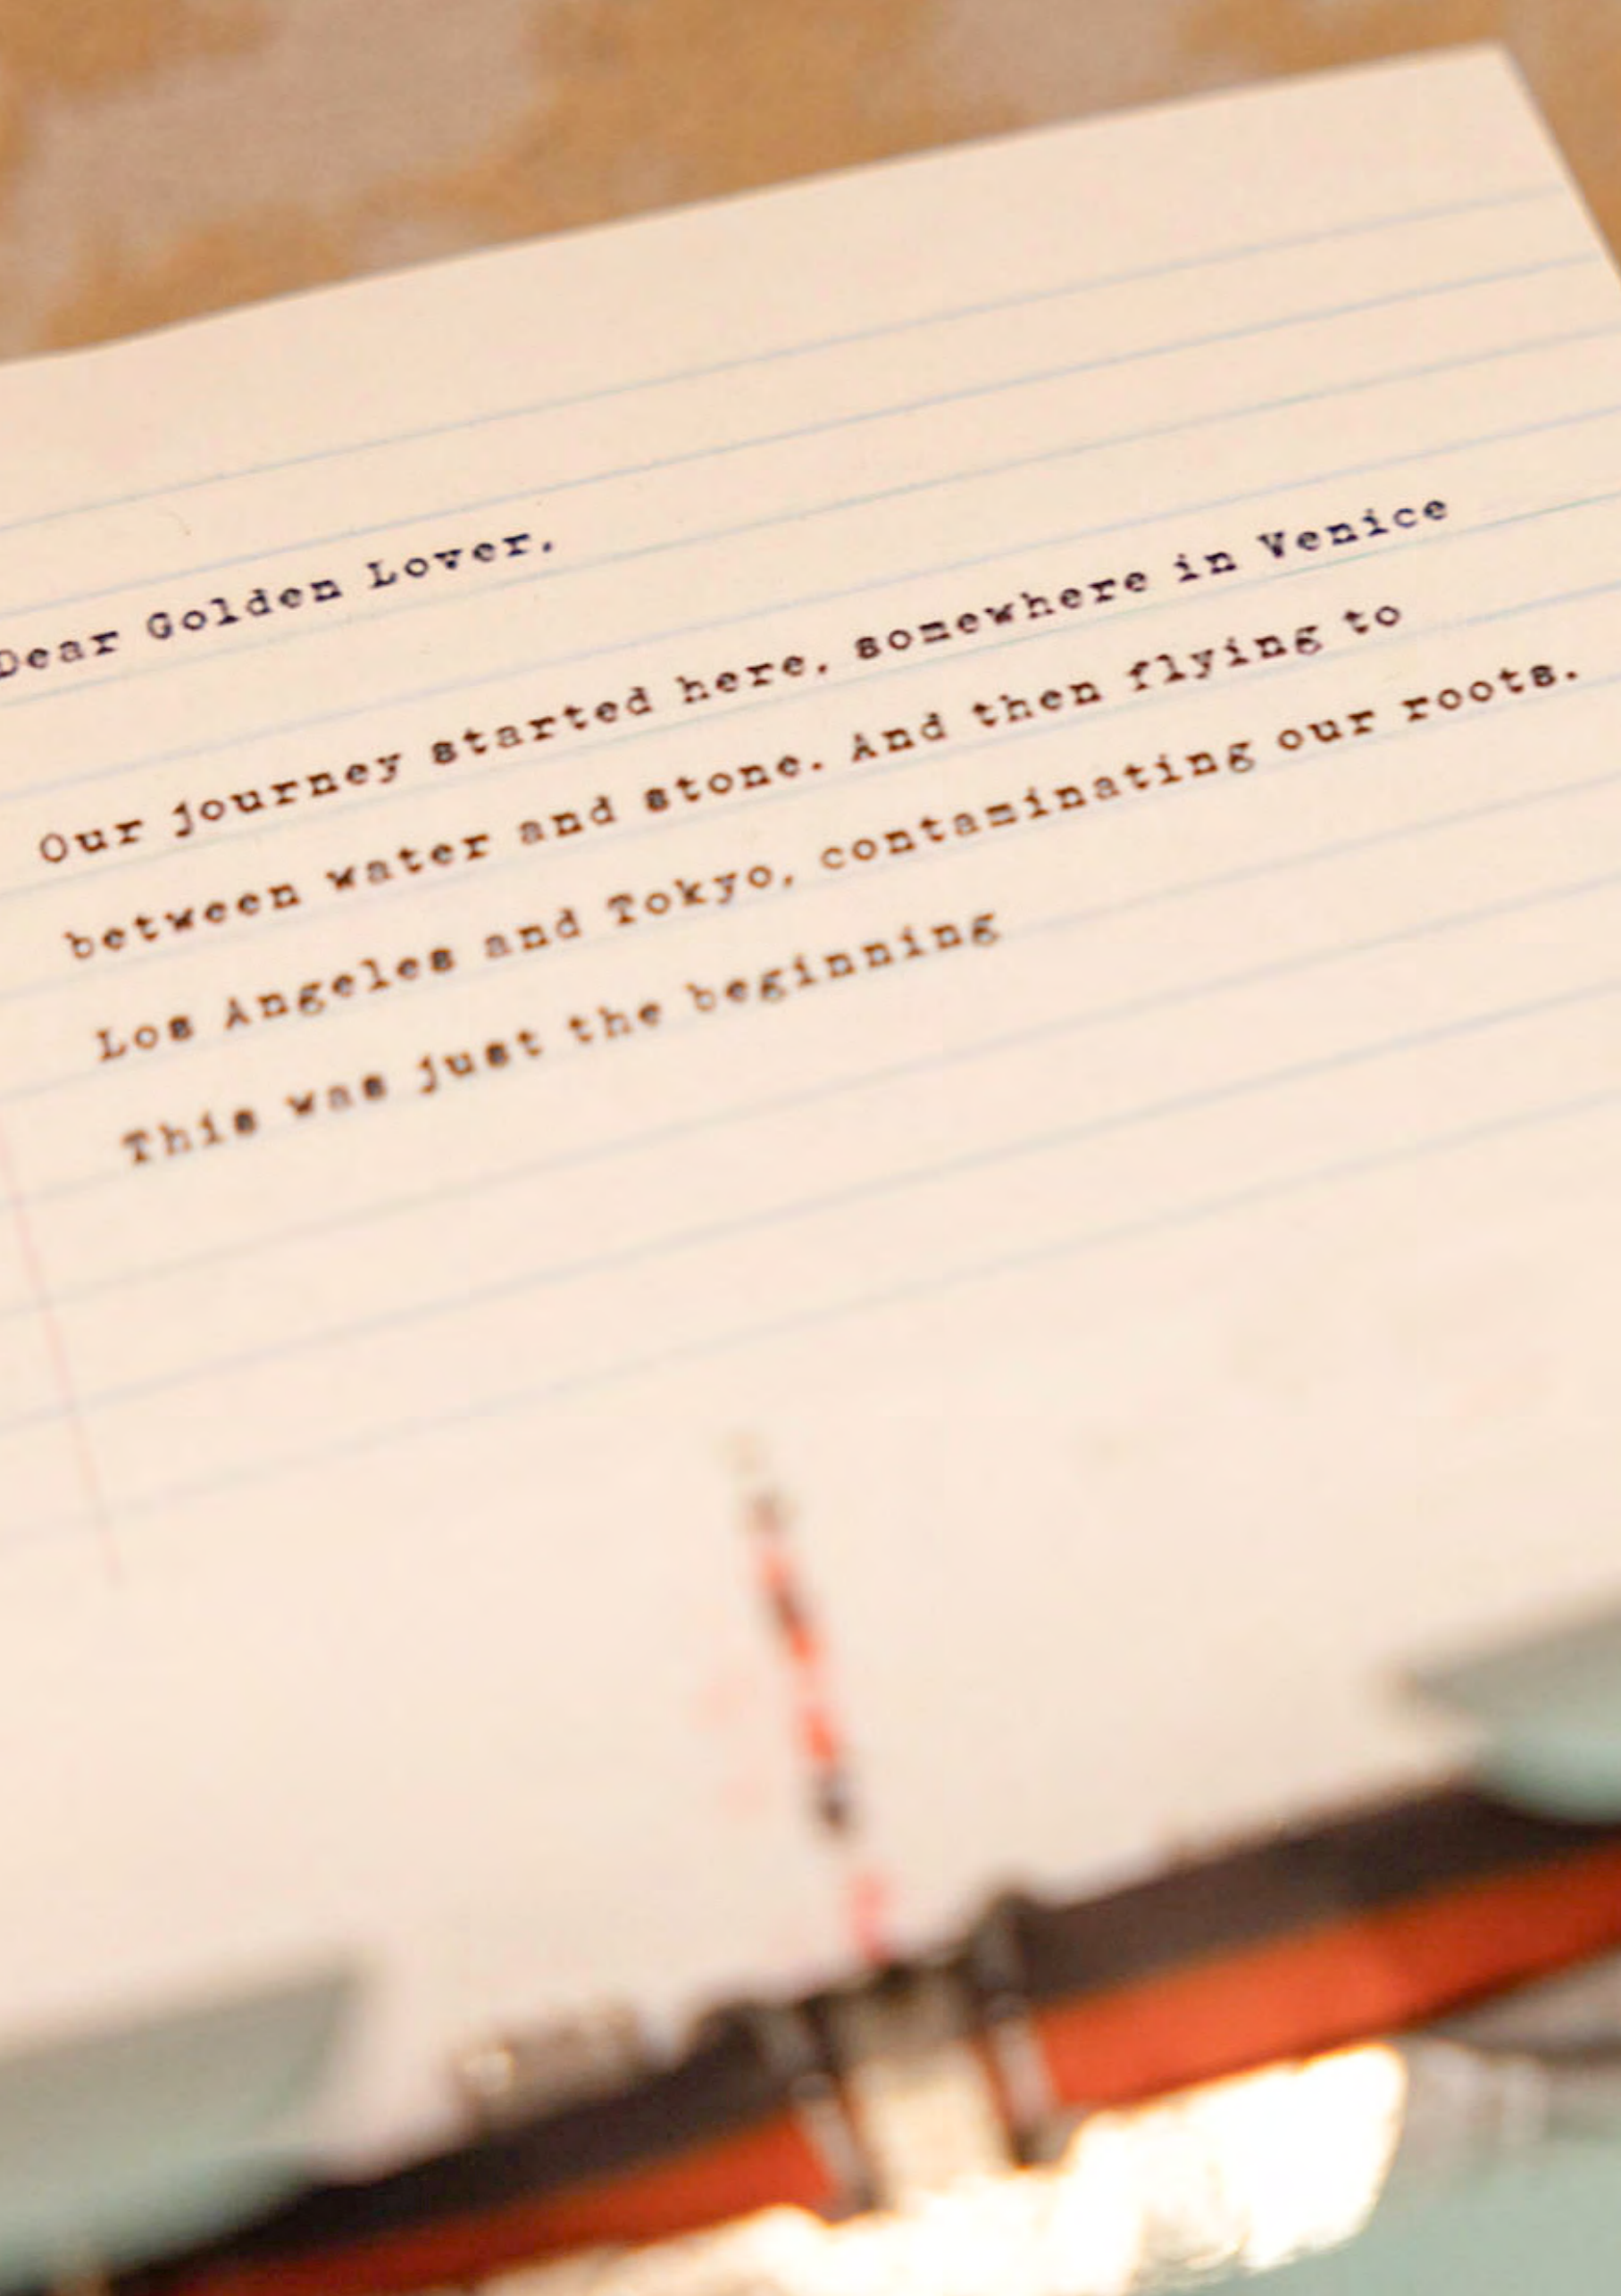 Dear Golden Lover,
Our journey started here, somewhere in Venice
between water and stone. And then flying to
Los Angeles and Tokyo, contaminating our roots.
This was just the beginning